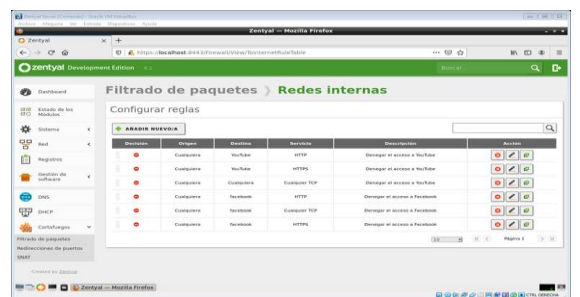 Zentyal — Mozilla Firefox
Zentyal
https://localhost:8443/Firewall/View/ToInternetRuleTable
zentyal Development Edition
Buscar...
Dashboard
Estado de los Módulos
Sistema
Red
Registros
Gestión de software
DNS
DHCP
Cortafuegos
Filtrado de paquetes
Redirecciones de puertos
SNAT
Created by Zentyal
Filtrado de paquetes Redes internas
Configurar reglas
AÑADIR NUEVO/A
Decisión Origen Destino Servicio Descripción Acción
Cualquiera YouTube HTTP Denegar el acceso a YouTube
Cualquiera YouTube HTTPS Denegar el acceso a YouTube
Cualquiera Cualquiera Cualquier TCP Denegar el acceso a YouTube
Cualquiera facebook HTTP Denegar el acceso a facebook
Cualquiera facebook Cualquier TCP Denegar el acceso a facebook
Cualquiera facebook HTTPS Denegar el acceso a facebook
10 Página 1
Zentyal — Mozilla Firefox
CTRL DERECHA